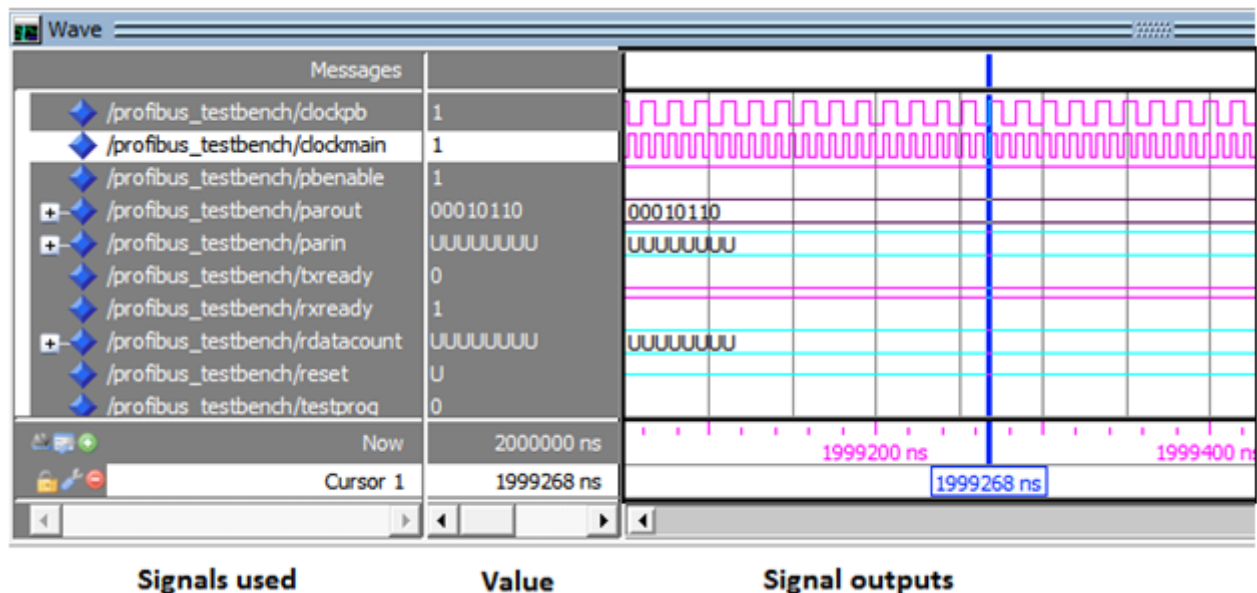 Wave
Messages
/profibus_testbench/clockpb 1
/profibus_testbench/clockmain 1
/profibus_testbench/pbenable 1
/profibus_testbench/parout 00010110 00010110
/profibus_testbench/parin UUUUUUUU UUUUUUUU
/profibus_testbench/txready 0
/profibus_testbench/rxready 1
/profibus_testbench/rdatacount UUUUUUUU UUUUUUUU
/profibus_testbench/reset U
/profibus_testbench/testprog 0
Now 2000000 ns 1999200 ns 1999400 ns
Cursor 1 1999268 ns 1999268 ns
Signals used Value Signal outputs